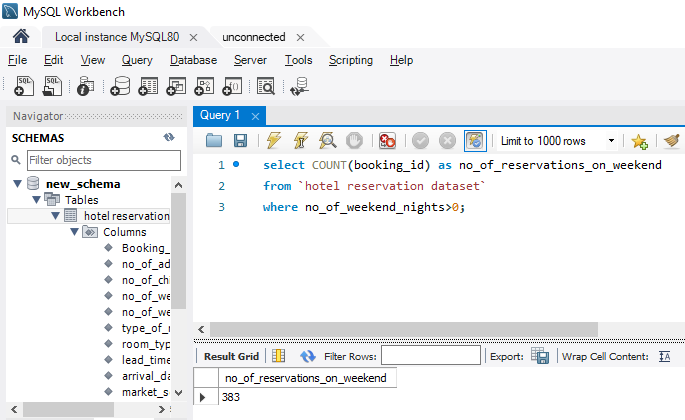 MySQL Workbench
Local instance MySQL80
unconnected
File Edit View Query Database Server Tools Scripting Help
SQL SQL
Navigator
SCHEMAS
Filter objects
new_schema
Tables
hotel reservation
Columns
Booking_
no_of_ad
no_of_ch
no_of_we
no_of_we
type_of_r
room_typ
lead_time
arrival_da
market_s
Query 1
Limit to 1000 rows
1 select COUNT(booking_id) as no_of_reservations_on_weekend
2 from `hotel reservation dataset`
3 where no_of_weekend_nights>0;
Result Grid Filter Rows: Export: Wrap Cell Content:
no_of_reservations_on_weekend
383